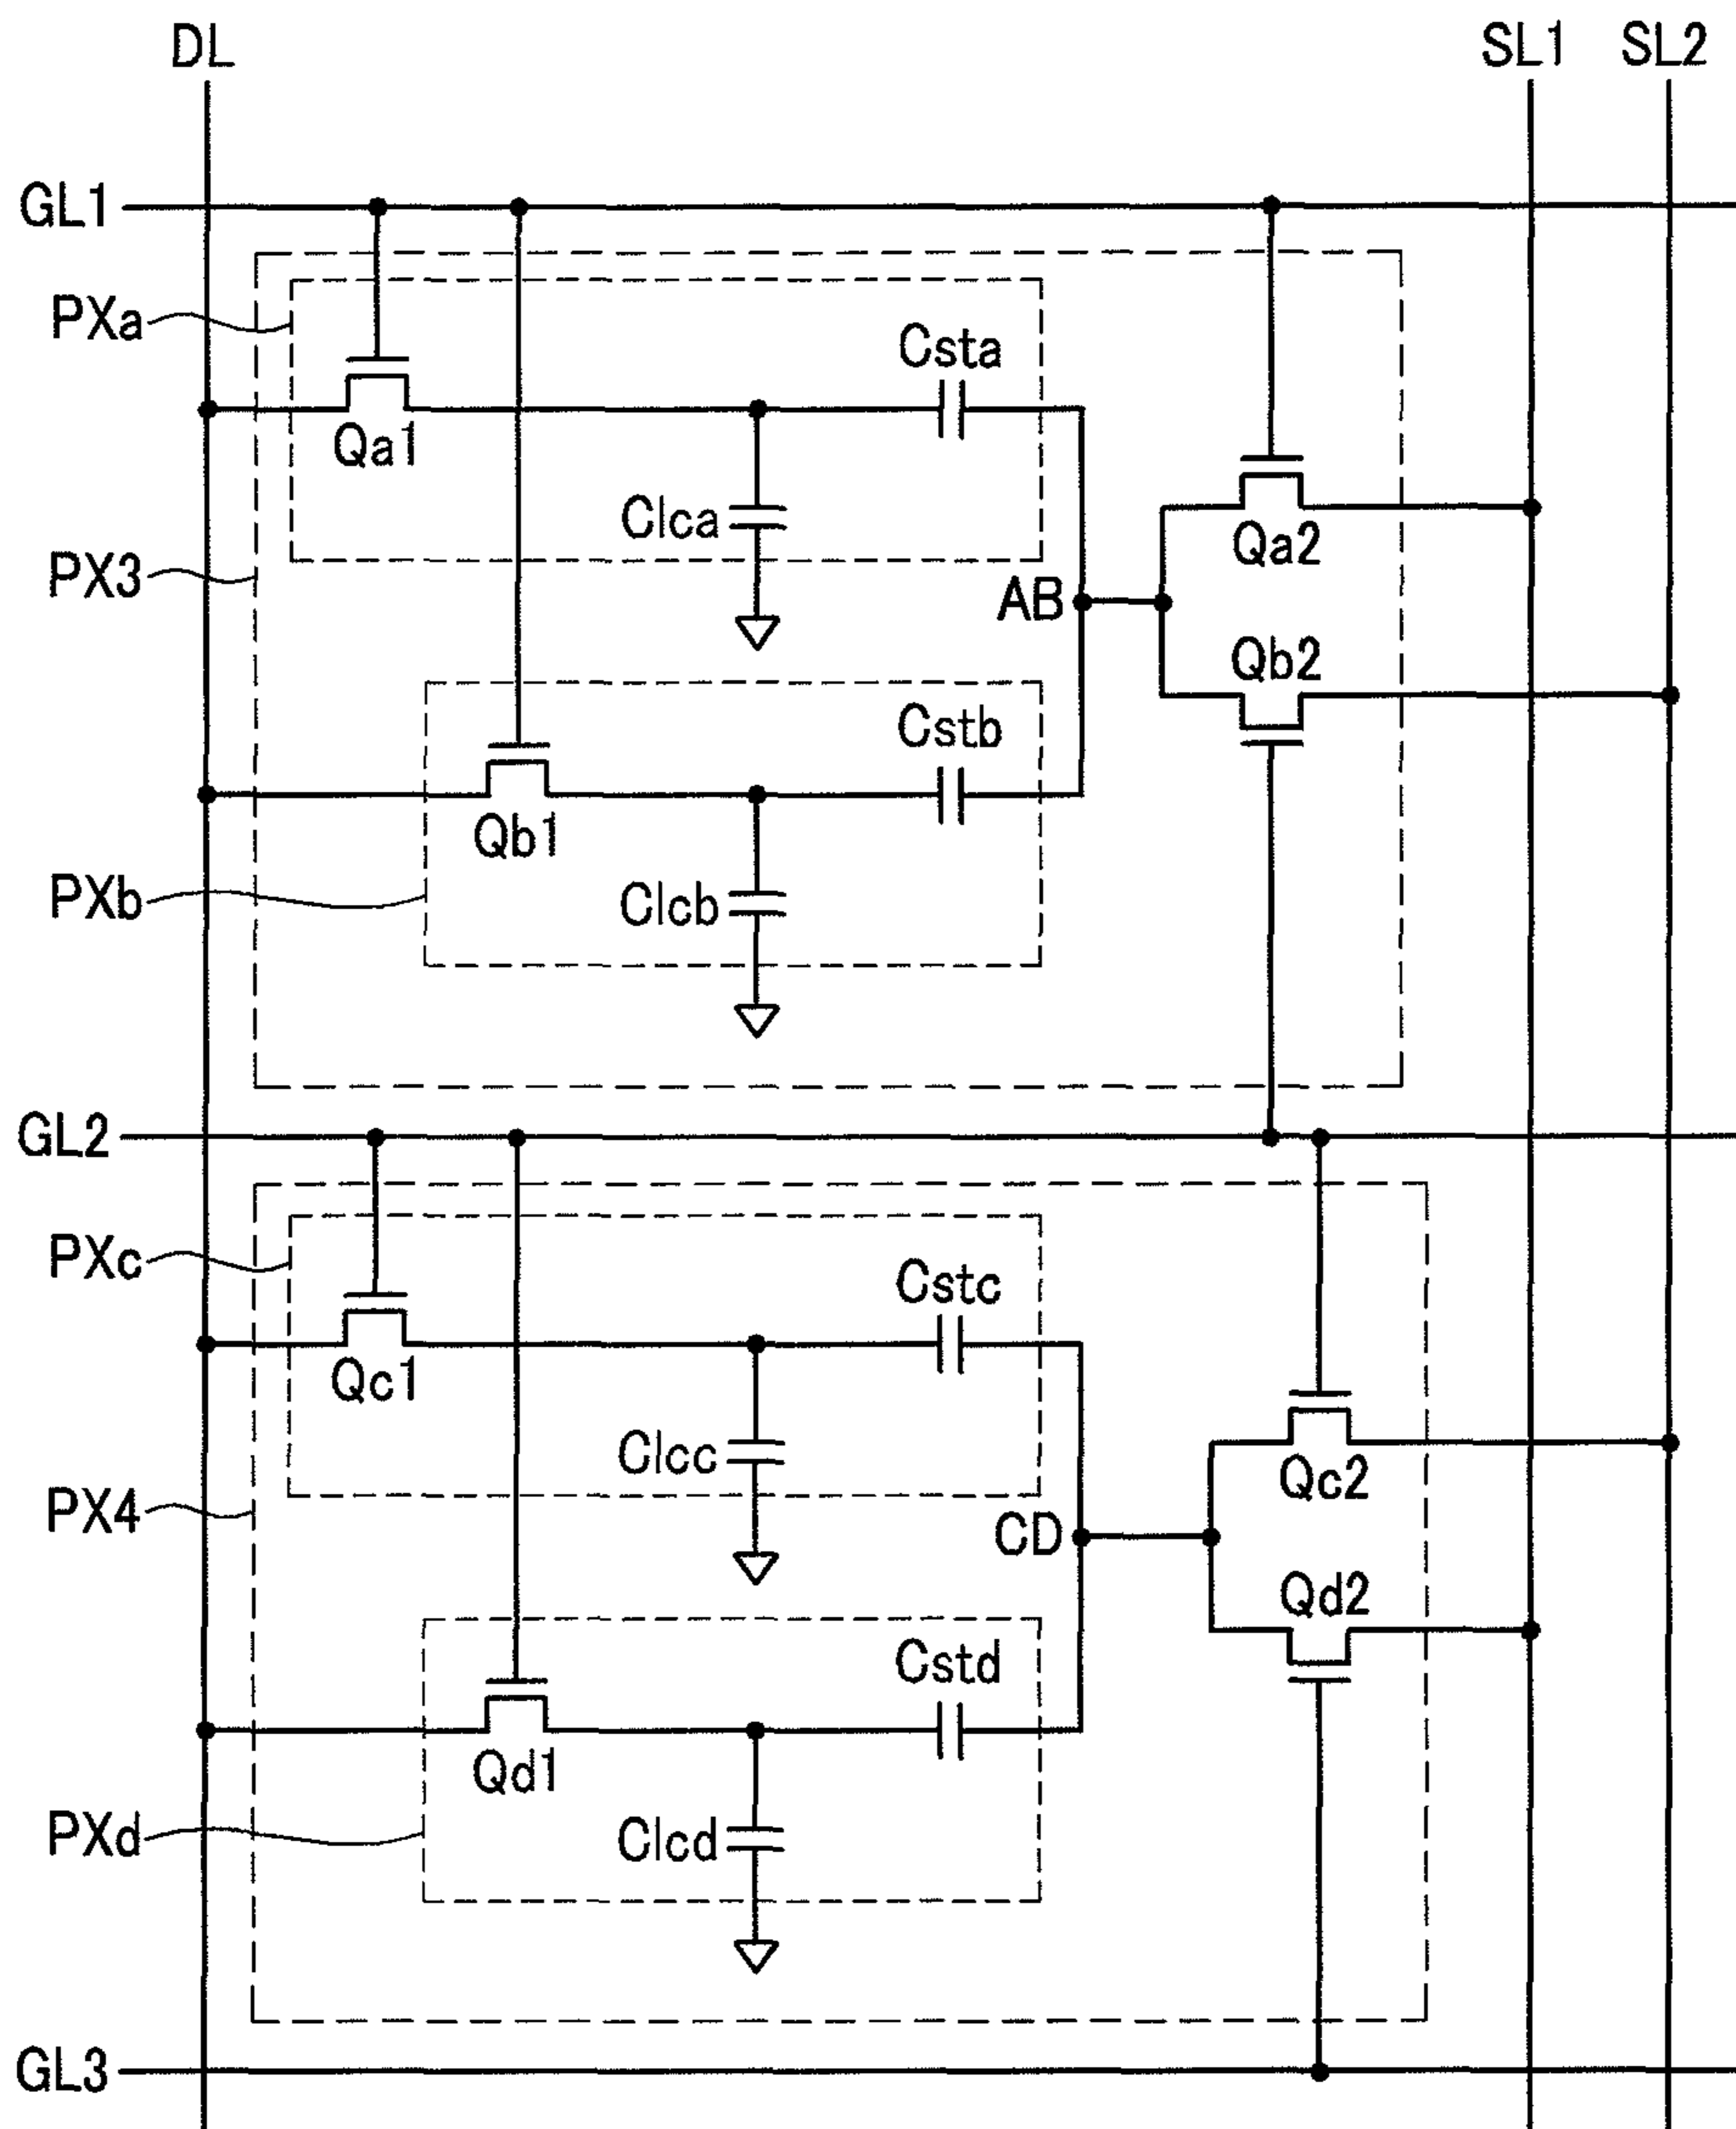 DL
SL1 SL2
GL1
PXa
Csta
Qa1
Clca
Qa2
PX3
AB
Qb2
Cstb
Qb1
PXb
Clcb
GL2
PXc
Cstc
Qc1
Clcc
Qc2
PX4
CD
Qd2
Cstd
Qd1
PXd
Clcd
GL3